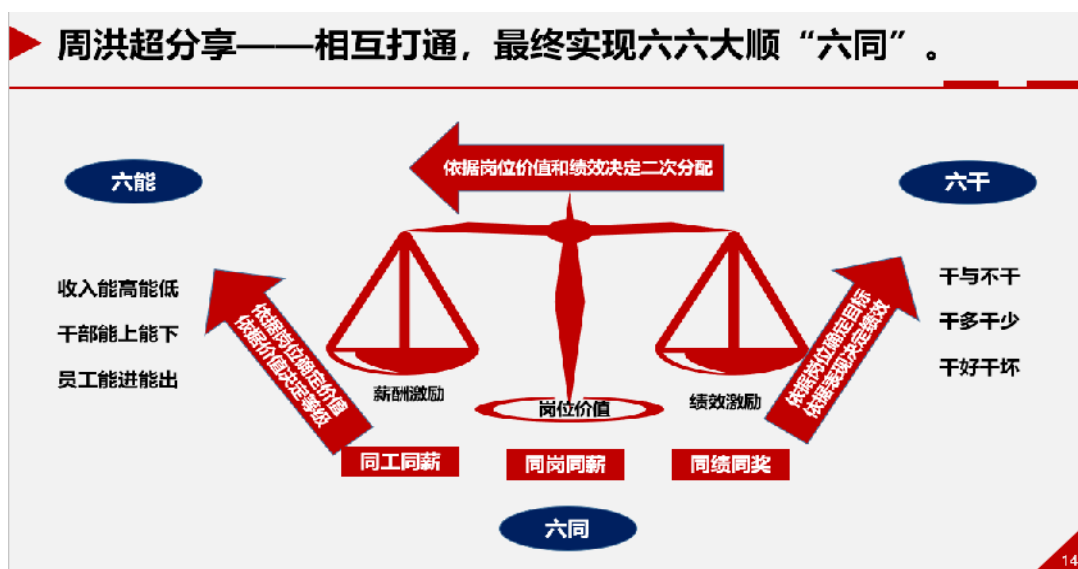 周洪超分享——相互打通，最终实现六六大顺“六同”。
依据岗位价值和绩效决定二次分配
六能
六干
收入能高能低
干部能上能下
员工能进能出
依据岗位确定价值
依据价值决定等级
薪酬激励
岗位价值
绩效激励
依据岗位确定目标
依据表现决定绩效
干与不干
干多干少
干好干坏
同工同薪
同岗同薪
同绩同奖
六同
14